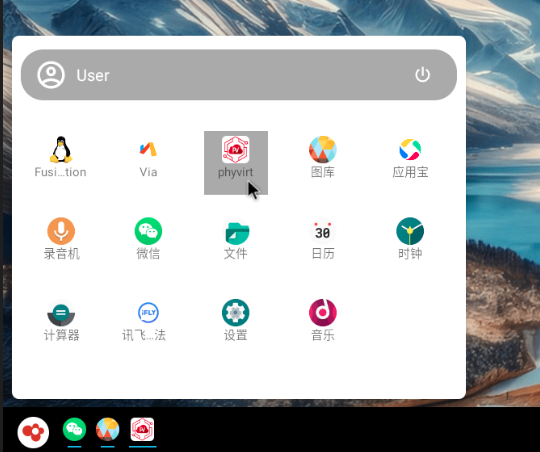 User
Fusi...tion
Via
phyvirt
图库
应用宝
录音机
微信
文件
30
日历
时钟
计算器
iFLY
讯飞...法
设置
音乐